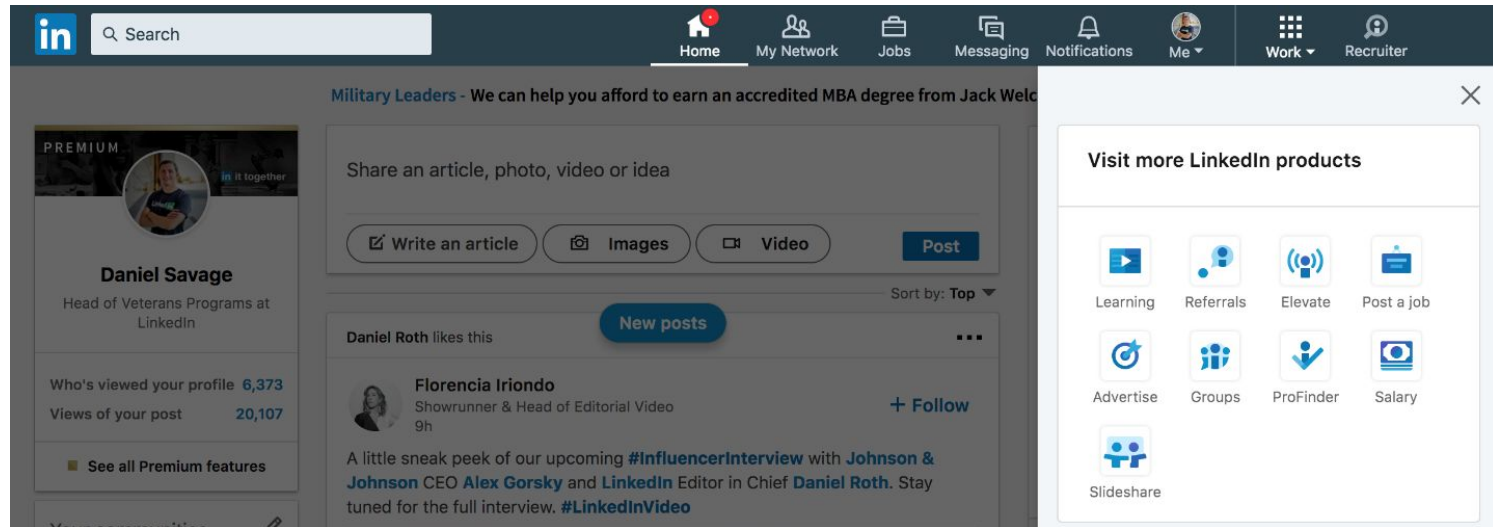 in
Search
Home
My Network
Jobs
Messaging
Notifications
Me
Work
Recruiter
Military Leaders - We can help you afford to earn an accredited MBA degree from Jack Welc
PREMIUM
in it together
Daniel Savage
Head of Veterans Programs at
LinkedIn
Who's viewed your profile 6,373
Views of your post 20,107
See all Premium features
Share an article, photo, video or idea
Write an article
Images
Video
Post
Sort by: Top
New posts
Daniel Roth likes this
Florencia Iriondo
Showrunner & Head of Editorial Video
9h
+ Follow
A little sneak peek of our upcoming #InfluencerInterview with Johnson &
Johnson CEO Alex Gorsky and LinkedIn Editor in Chief Daniel Roth. Stay
tuned for the full interview. #LinkedInVideo
Visit more LinkedIn products
Learning
Referrals
Elevate
Post a job
Advertise
Groups
ProFinder
Salary
Slideshare